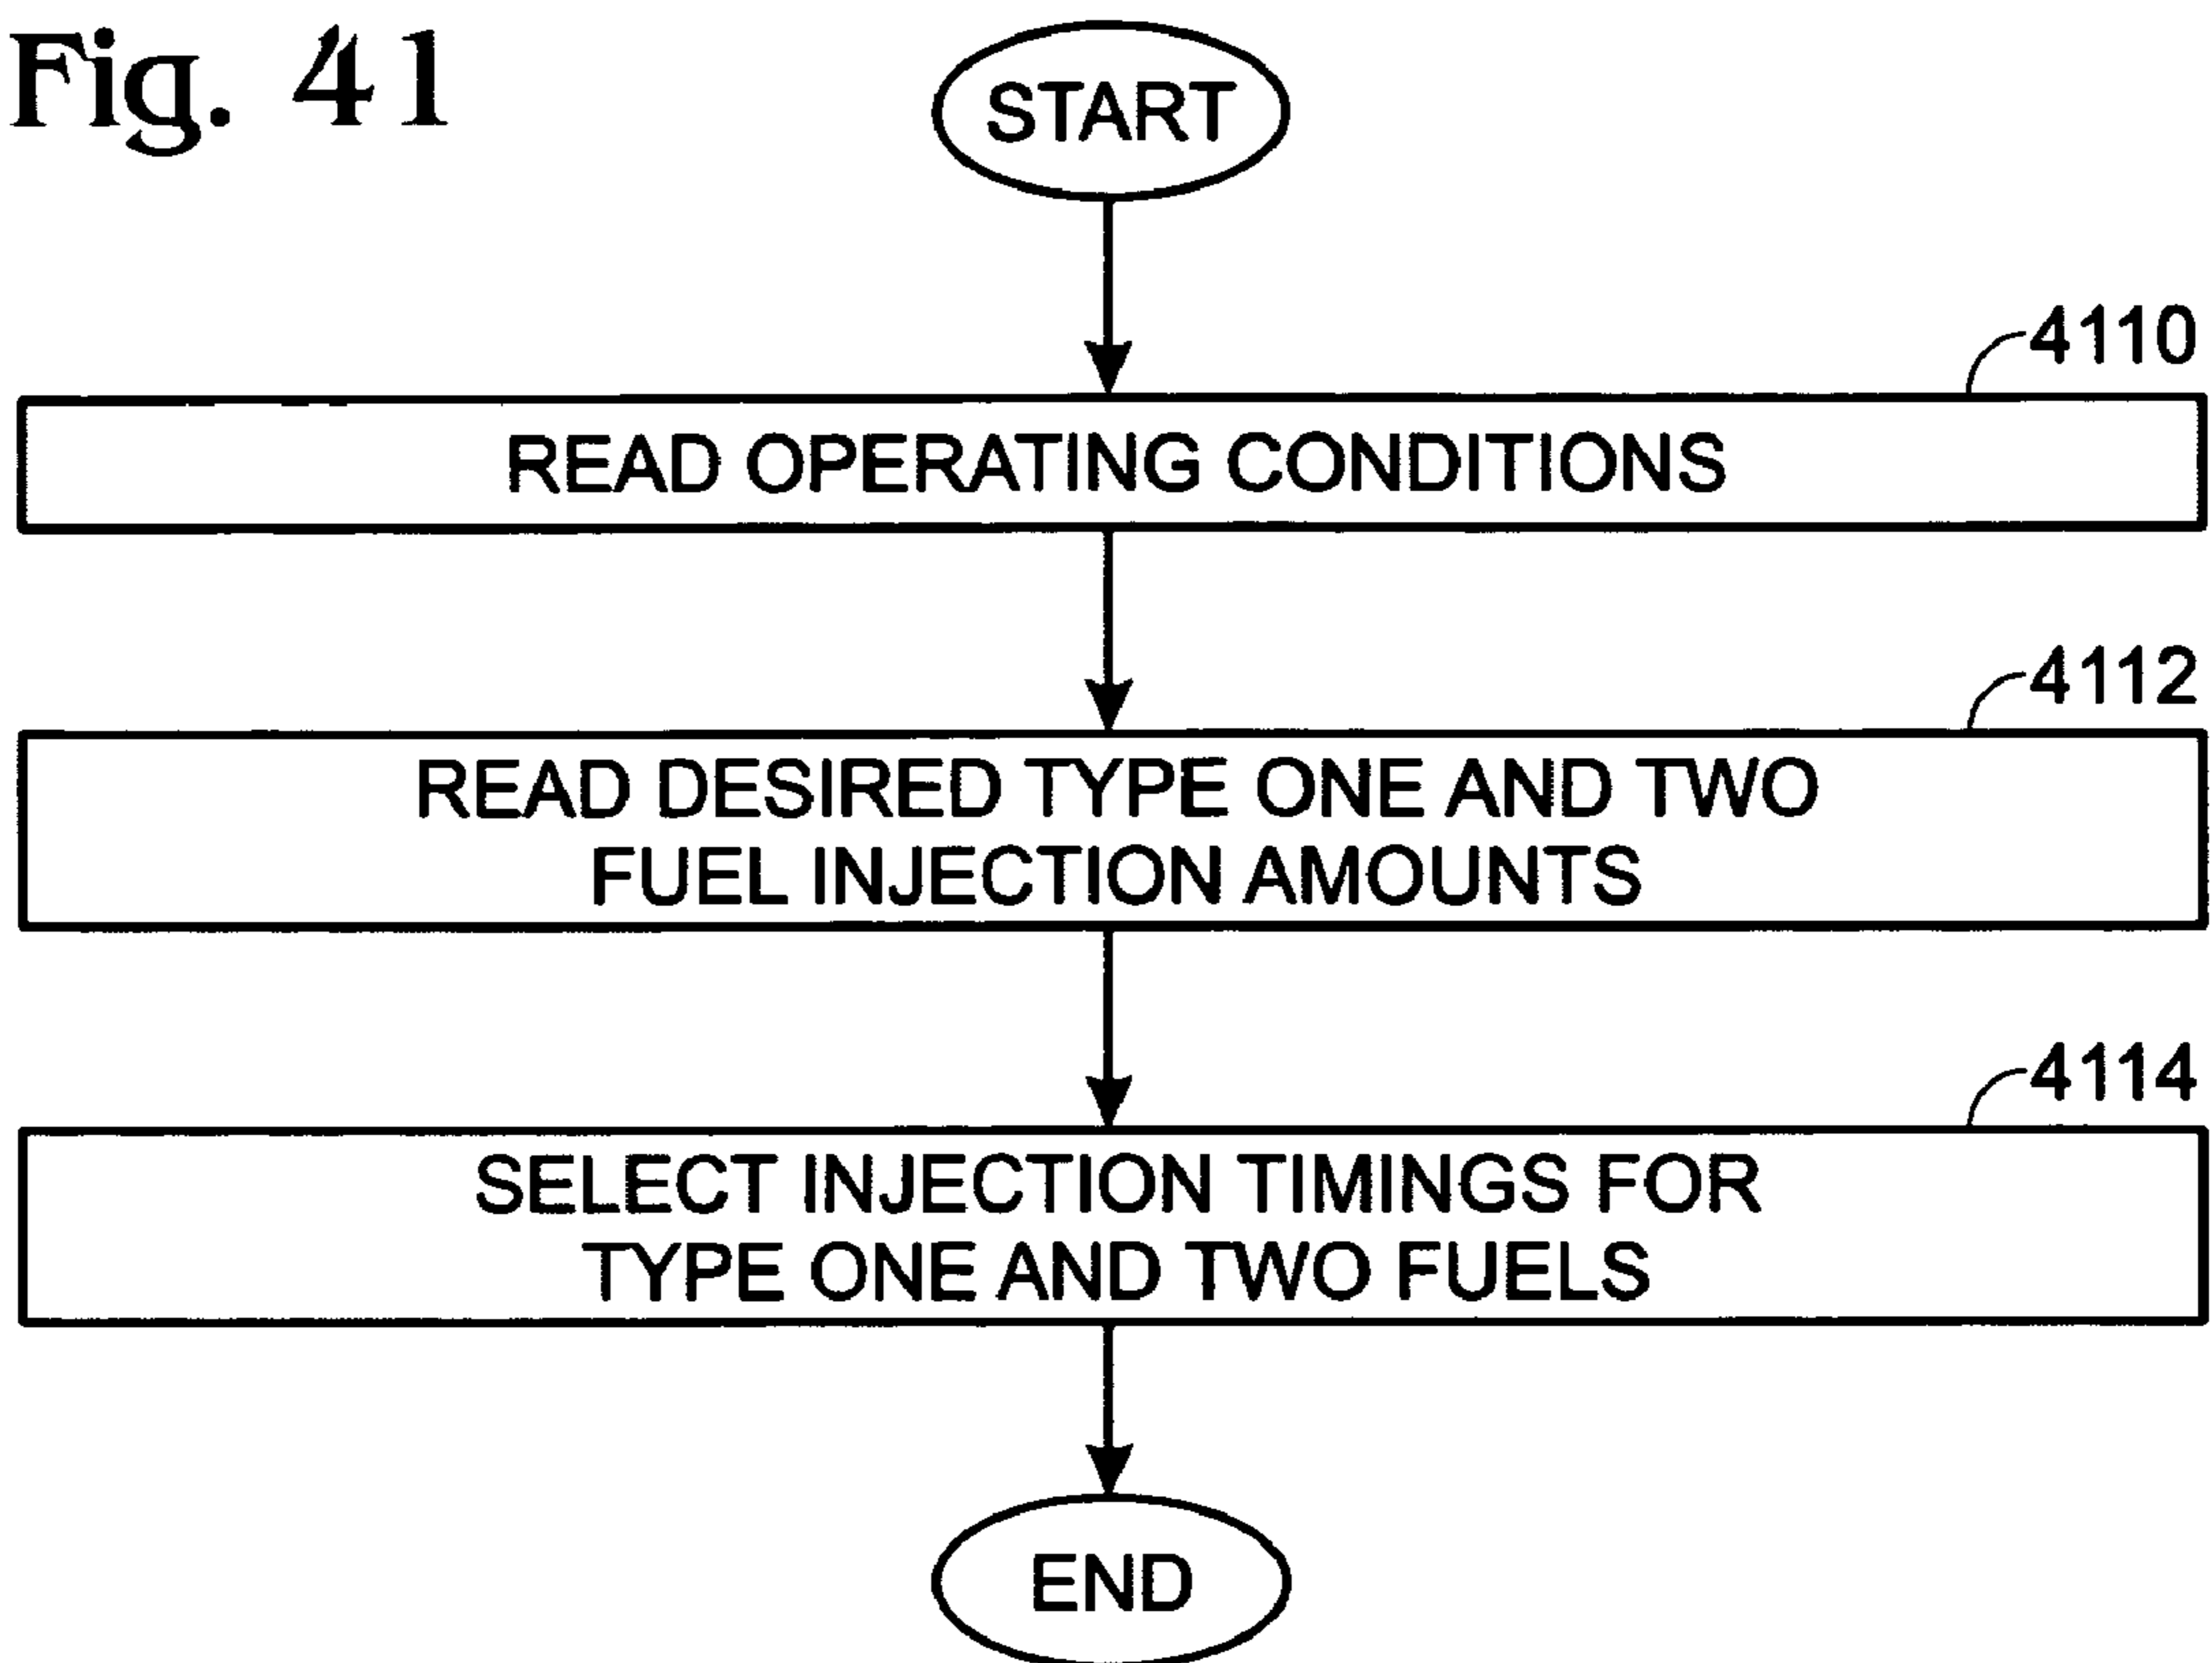 Fig. 41
START
4110
READ OPERATING CONDITIONS
4112
READ DESIRED TYPE ONE AND TWO
FUEL INJECTION AMOUNTS
4114
SELECT INJECTION TIMINGS FOR
TYPE ONE AND TWO FUELS
END